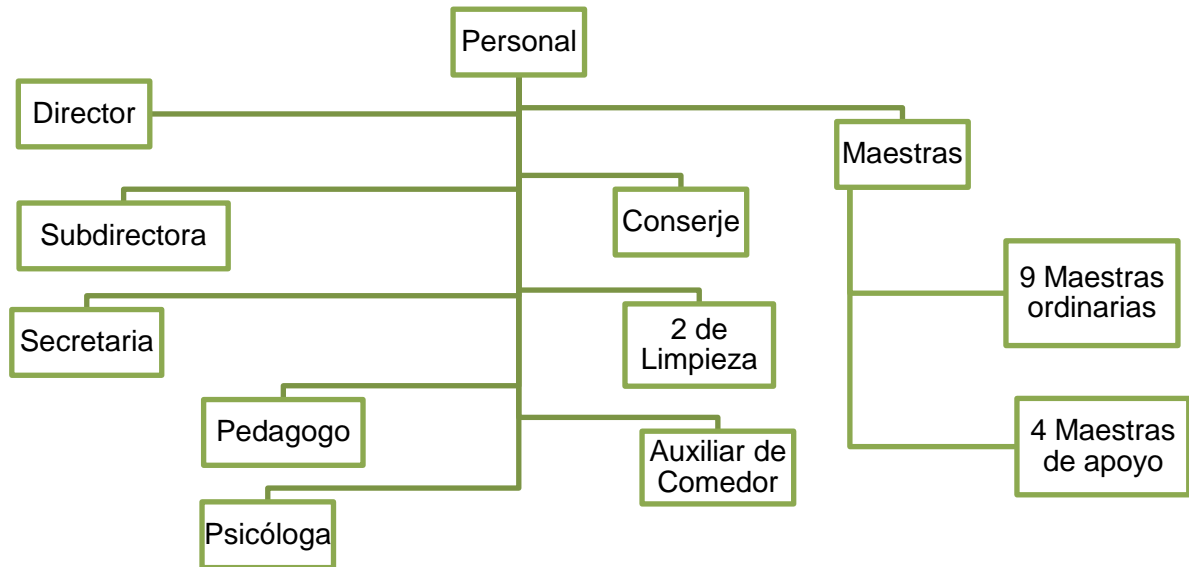 Personal
Director
Maestras
Subdirectora
Conserje
9 Maestras
ordinarias
Secretaria
2 de
Limpieza
Pedagogo
Auxiliar de
Comedor
4 Maestras
de apoyo
Psicóloga